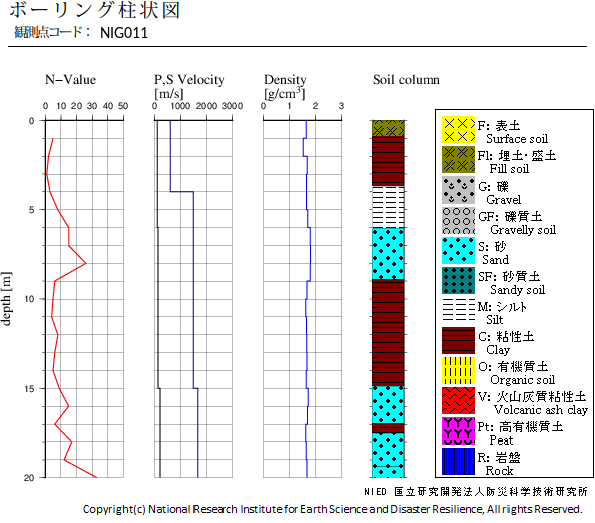 ボーリング柱状図
観測点コード： NIG011
N−Value
P,S Velocity
Density
Soil column
[m/s]
[g/cm³]
0 10 20 30 40 50
0 1000 2000 3000
0 1 2 3
0
5
10
15
20
depth [m]
F: 表土
Surface soil
Fl: 埋土・盛土
Fill soil
G: 礫
Gravel
GF: 礫質土
Gravelly soil
S: 砂
Sand
SF: 砂質土
Sandy soil
M: シルト
Silt
C: 粘性土
Clay
O: 有機質土
Organic soil
V: 火山灰質粘性土
Volcanic ash clay
Pt: 高有機質土
Peat
R: 岩盤
Rock
NIED 国立研究開発法人防災科学技術研究所
Copyright(c) National Research Institute for Earth Science and Disaster Resilience, All Rights Reserved.